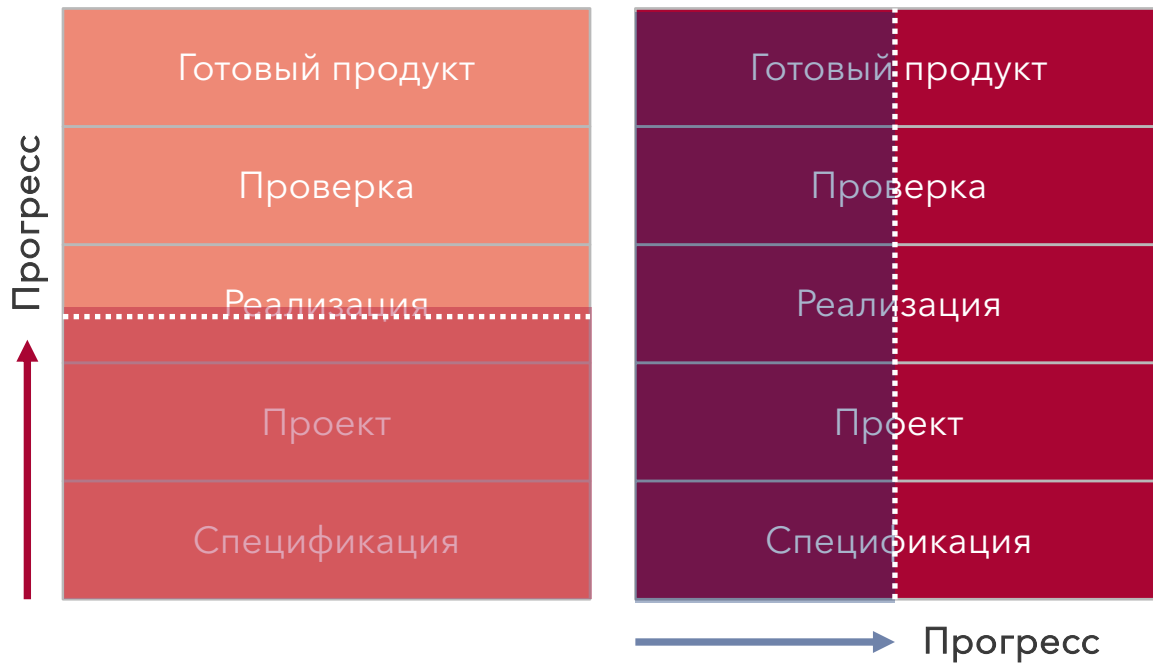 Прогресс
Готовый продукт
Проверка
Реализация
Проект
Спецификация
Готовый продукт
Проверка
Реализация
Проект
Спецификация
Прогресс